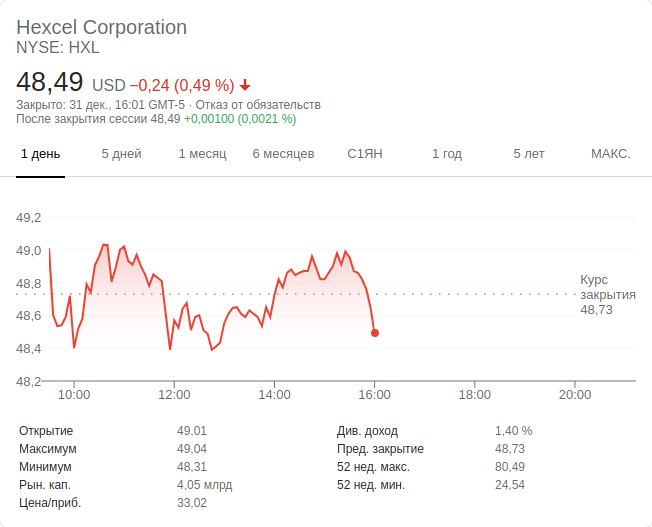 Hexcel Corporation
NYSE: HXL
48,49 USD −0,24 (0,49 %)
Закрыто: 31 дек., 16:01 GMT-5 · Отказ от обязательств
После закрытия сессии 48,49 +0,00100 (0,0021 %)
1 день 5 дней 1 месяц 6 месяцев С1ЯН 1 год 5 лет МАКС.
49,2
49,0
48,8
48,6
48,4
48,2
Курс
закрытия
48,73
10:00 12:00 14:00 16:00 18:00 20:00
Открытие 49,01 Див. доход 1,40 %
Максимум 49,04 Пред. закрытие 48,73
Минимум 48,31 52 нед. макс. 80,49
Рын. кап. 4,05 млрд 52 нед. мин. 24,54
Цена/приб. 33,02